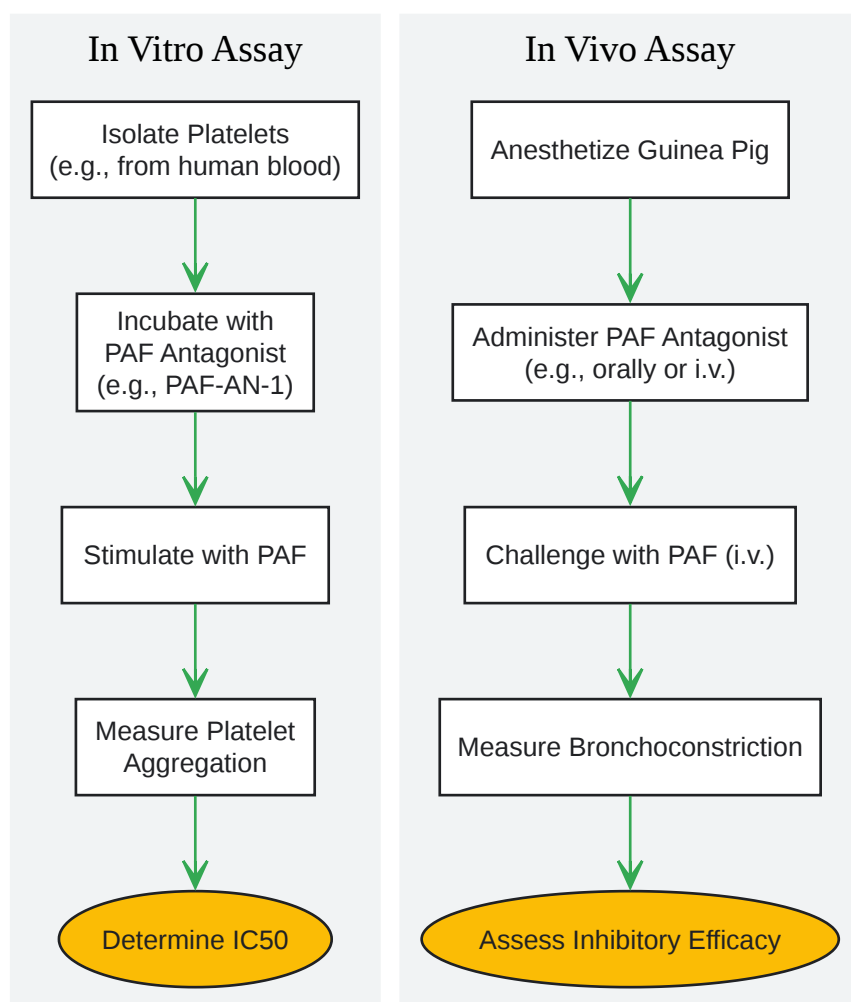 In Vitro Assay
Isolate Platelets
(e.g., from human blood)
Incubate with
PAF Antagonist
(e.g., PAF-AN-1)
Stimulate with PAF
Measure Platelet
Aggregation
Determine IC50
In Vivo Assay
Anesthetize Guinea Pig
Administer PAF Antagonist
(e.g., orally or i.v.)
Challenge with PAF (i.v.)
Measure Bronchoconstriction
Assess Inhibitory Efficacy